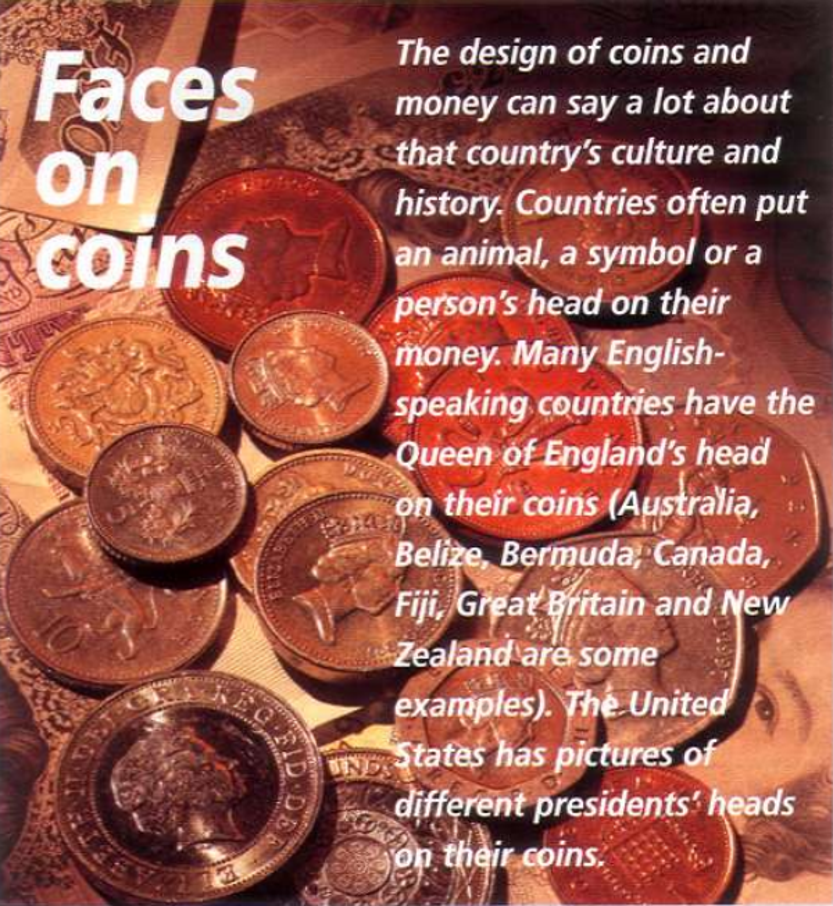 Faces
on
coins
The design of coins and
money can say a lot about
that country's culture and
history. Countries often put
an animal, a symbol or a
person's head on their
money. Many English-
speaking countries have the
Queen of England's head
on their coins (Australia,
Belize, Bermuda, Canada,
Fiji, Great Britain and New
Zealand are some
examples). The United
States has pictures of
different presidents' heads
on their coins.